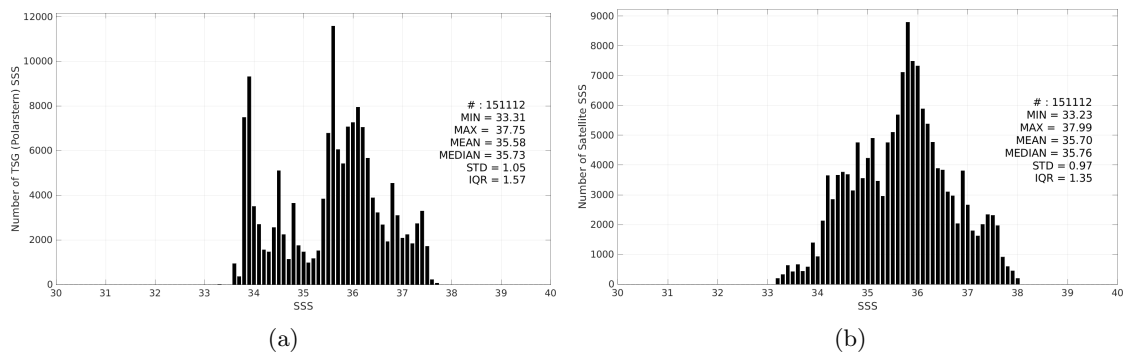 12000
10000
8000
6000
4000
2000
0
Number of TSG (Polarstern) SSS
# : 151112
MIN = 33.31
MAX = 37.75
MEAN = 35.58
MEDIAN = 35.73
STD = 1.05
IQR = 1.57
30 31 32 33 34 35 36 37 38 39 40
SSS
(a)
9000
8000
7000
6000
5000
4000
3000
2000
1000
0
Number of Satellite SSS
# : 151112
MIN = 33.23
MAX = 37.99
MEAN = 35.70
MEDIAN = 35.76
STD = 0.97
IQR = 1.35
30 31 32 33 34 35 36 37 38 39 40
SSS
(b)